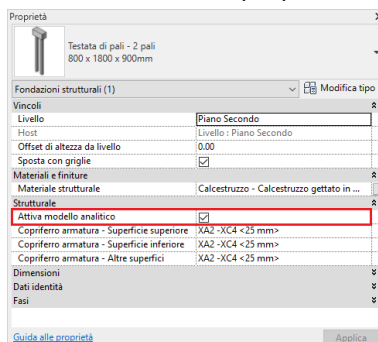 Proprietà
Testata di pali - 2 pali
800 x 1800 x 900mm
Fondazioni strutturali (1) Modifica tipo
Vincoli
Livello Piano Secondo
Host Livello : Piano Secondo
Offset di altezza da livello 0.00
Sposta con griglie
Materiali e finiture
Materiale strutturale Calcestruzzo - Calcestruzzo gettato in ...
Strutturale
Attiva modello analitico
Copriferro armatura - Superficie superiore XA2 -XC4 <25 mm>
Copriferro armatura - Superficie inferiore XA2 -XC4 <25 mm>
Copriferro armatura - Altre superfici XA2 -XC4 <25 mm>
Dimensioni
Dati identità
Fasi
Guida alle proprietà Applica